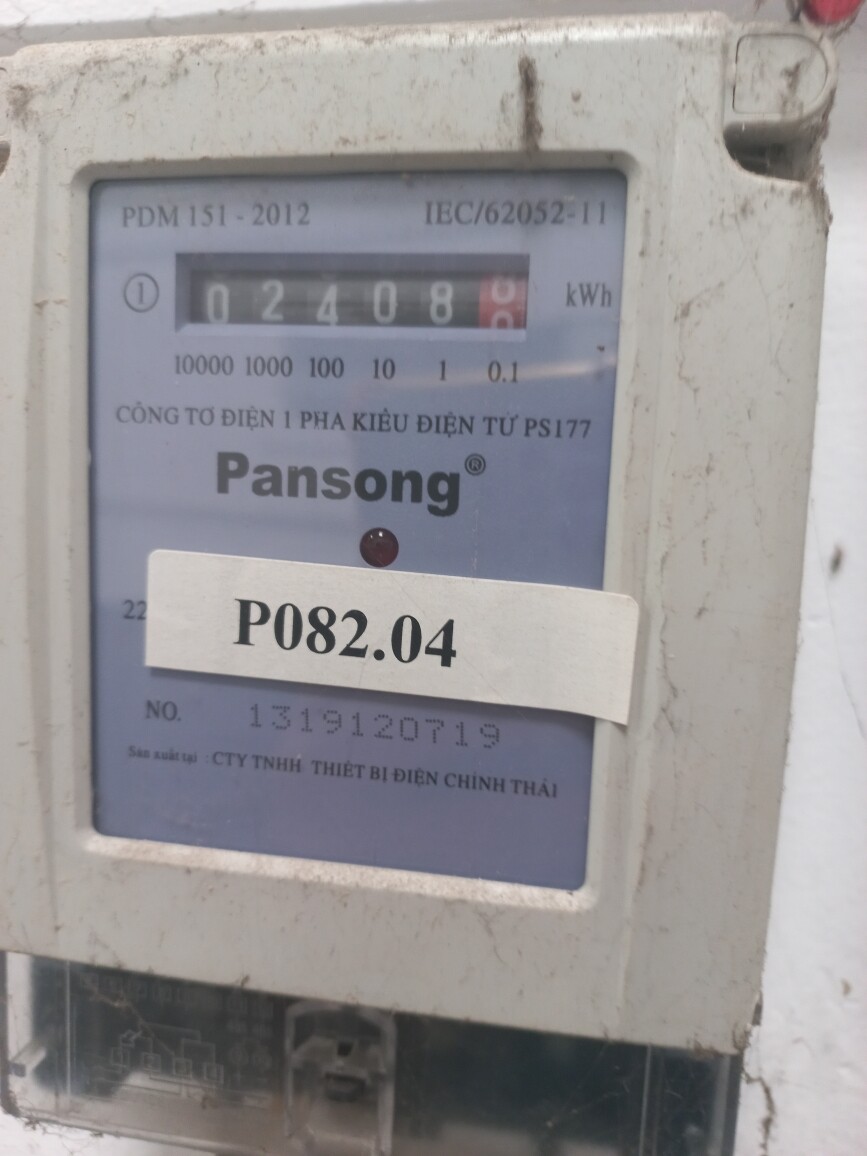 PDM 151 - 2012 IEC/62052-11
1 02408 kWh
10000 1000 100 10 1 0.1
CÔNG TƠ ĐIỆN 1 PHA KIỂU ĐIỆN TỬ PS177
Pansong®
22
P082.04
NO. 1319120719
Sản xuất tại : CTY TNHH THIẾT BỊ ĐIỆN CHÍNH THÁI